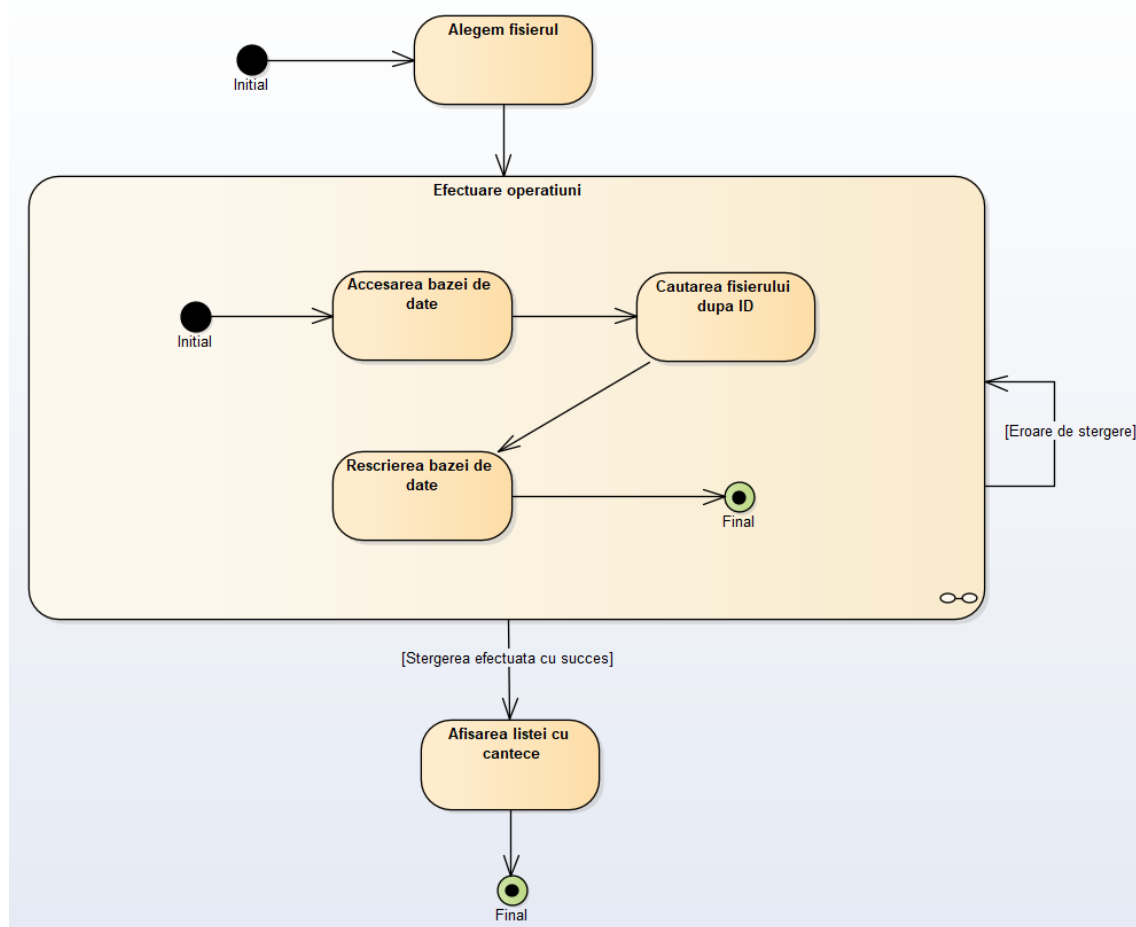 Alegem fisierul
Initial
Efectuare operatiuni
Accesarea bazei de
date
Cautarea fisierului
dupa ID
Initial
[Eroare de stergere]
Rescrierea bazei de
date
Final
[Stergerea efectuata cu succes]
Afisarea listei cu
cantece
Final